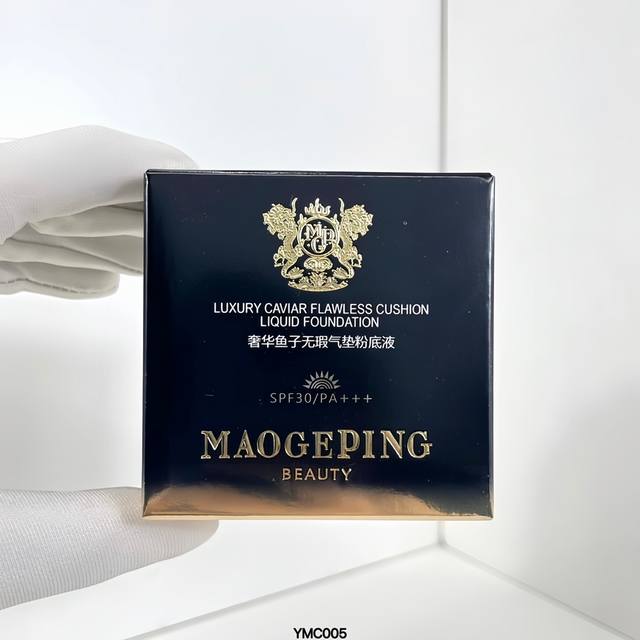 MGP
LUXURY CAVIAR FLAWLESS CUSHION
LIQUID FOUNDATION
奢华鱼子无瑕气垫粉底液
SPF30/PA+++
MAOGEPING
BEAUTY
YMC005